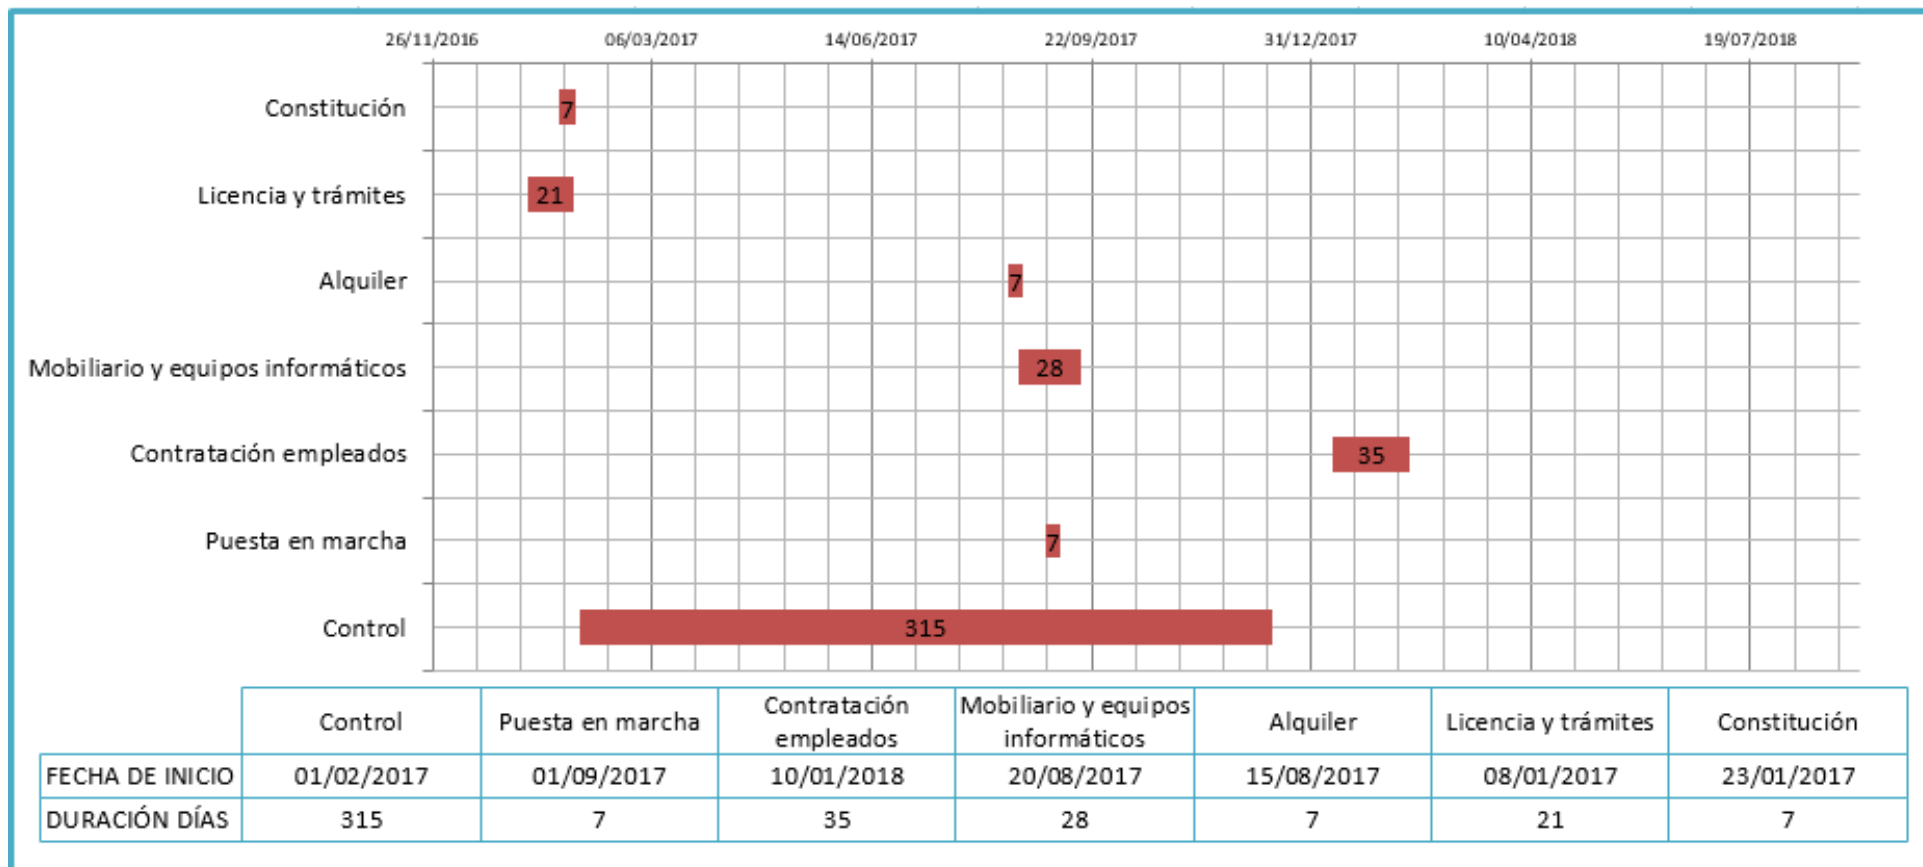 26/11/2016 06/03/2017 14/06/2017 22/09/2017 31/12/2017 10/04/2018 19/07/2018
Constitución 7
Licencia y trámites 21
Alquiler 7
Mobiliario y equipos informáticos 28
Contratación empleados 35
Puesta en marcha 7
Control 315
Control Puesta en marcha Contratación empleados Mobiliario y equipos informáticos Alquiler Licencia y trámites Constitución
FECHA DE INICIO 01/02/2017 01/09/2017 10/01/2018 20/08/2017 15/08/2017 08/01/2017 23/01/2017
DURACIÓN DÍAS 315 7 35 28 7 21 7